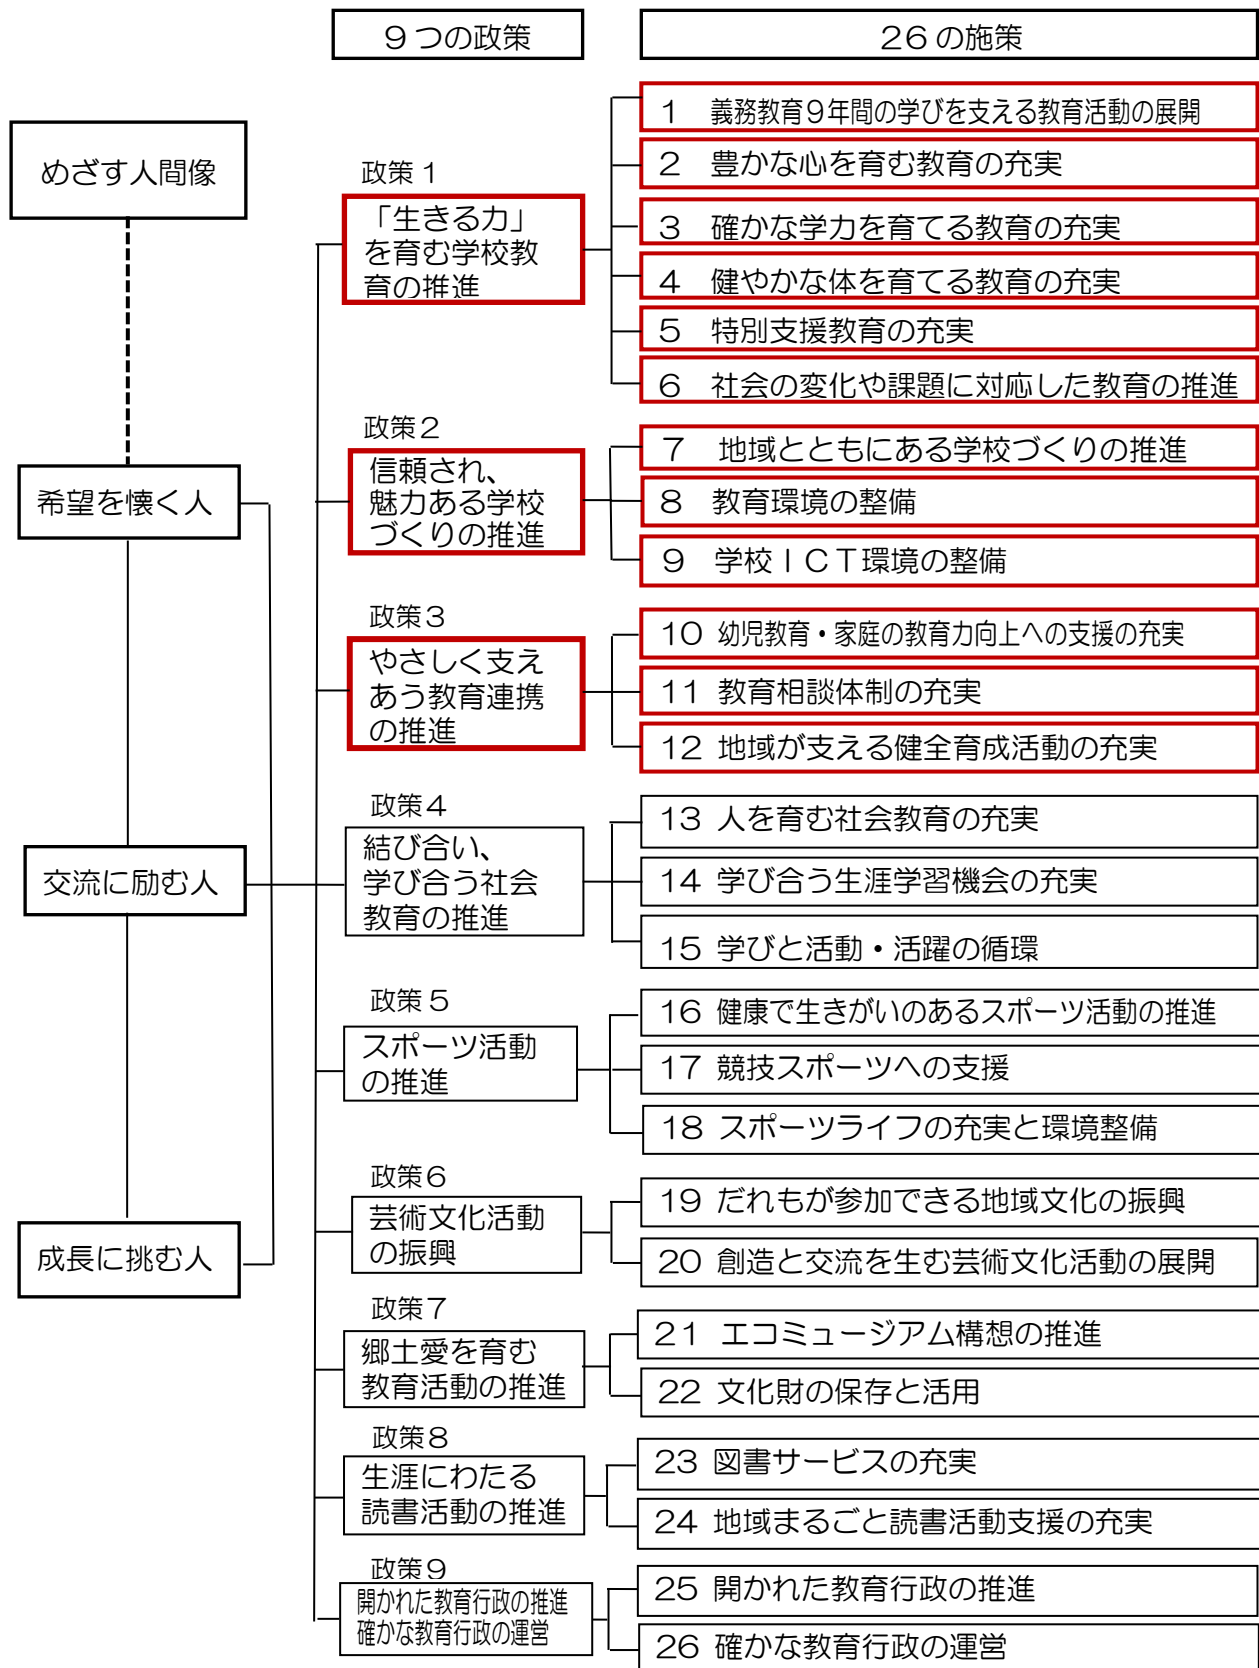 9つの政策
26の施策
めざす人間像
希望を懐く人
交流に励む人
成長に挑む人
政策1
「生きる力」
を育む学校教
育の推進
1 義務教育9年間の学びを支える教育活動の展開
2 豊かな心を育む教育の充実
3 確かな学力を育てる教育の充実
4 健やかな体を育てる教育の充実
5 特別支援教育の充実
6 社会の変化や課題に対応した教育の推進
政策2
信頼され、
魅力ある学校
づくりの推進
7 地域とともにある学校づくりの推進
8 教育環境の整備
9 学校ICT環境の整備
政策3
やさしく支え
あう教育連携
の推進
10 幼児教育・家庭の教育力向上への支援の充実
11 教育相談体制の充実
12 地域が支える健全育成活動の充実
政策4
結び合い、
学び合う社会
教育の推進
13 人を育む社会教育の充実
14 学び合う生涯学習機会の充実
15 学びと活動・活躍の循環
政策5
スポーツ活動
の推進
16 健康で生きがいのあるスポーツ活動の推進
17 競技スポーツへの支援
18 スポーツライフの充実と環境整備
政策6
芸術文化活動
の振興
19 だれもが参加できる地域文化の振興
20 創造と交流を生む芸術文化活動の展開
政策7
郷土愛を育む
教育活動の推進
21 エコミュージアム構想の推進
22 文化財の保存と活用
政策8
生涯にわたる
読書活動の推進
23 図書サービスの充実
24 地域まるごと読書活動支援の充実
政策9
開かれた教育行政の推進
確かな教育行政の運営
25 開かれた教育行政の推進
26 確かな教育行政の運営